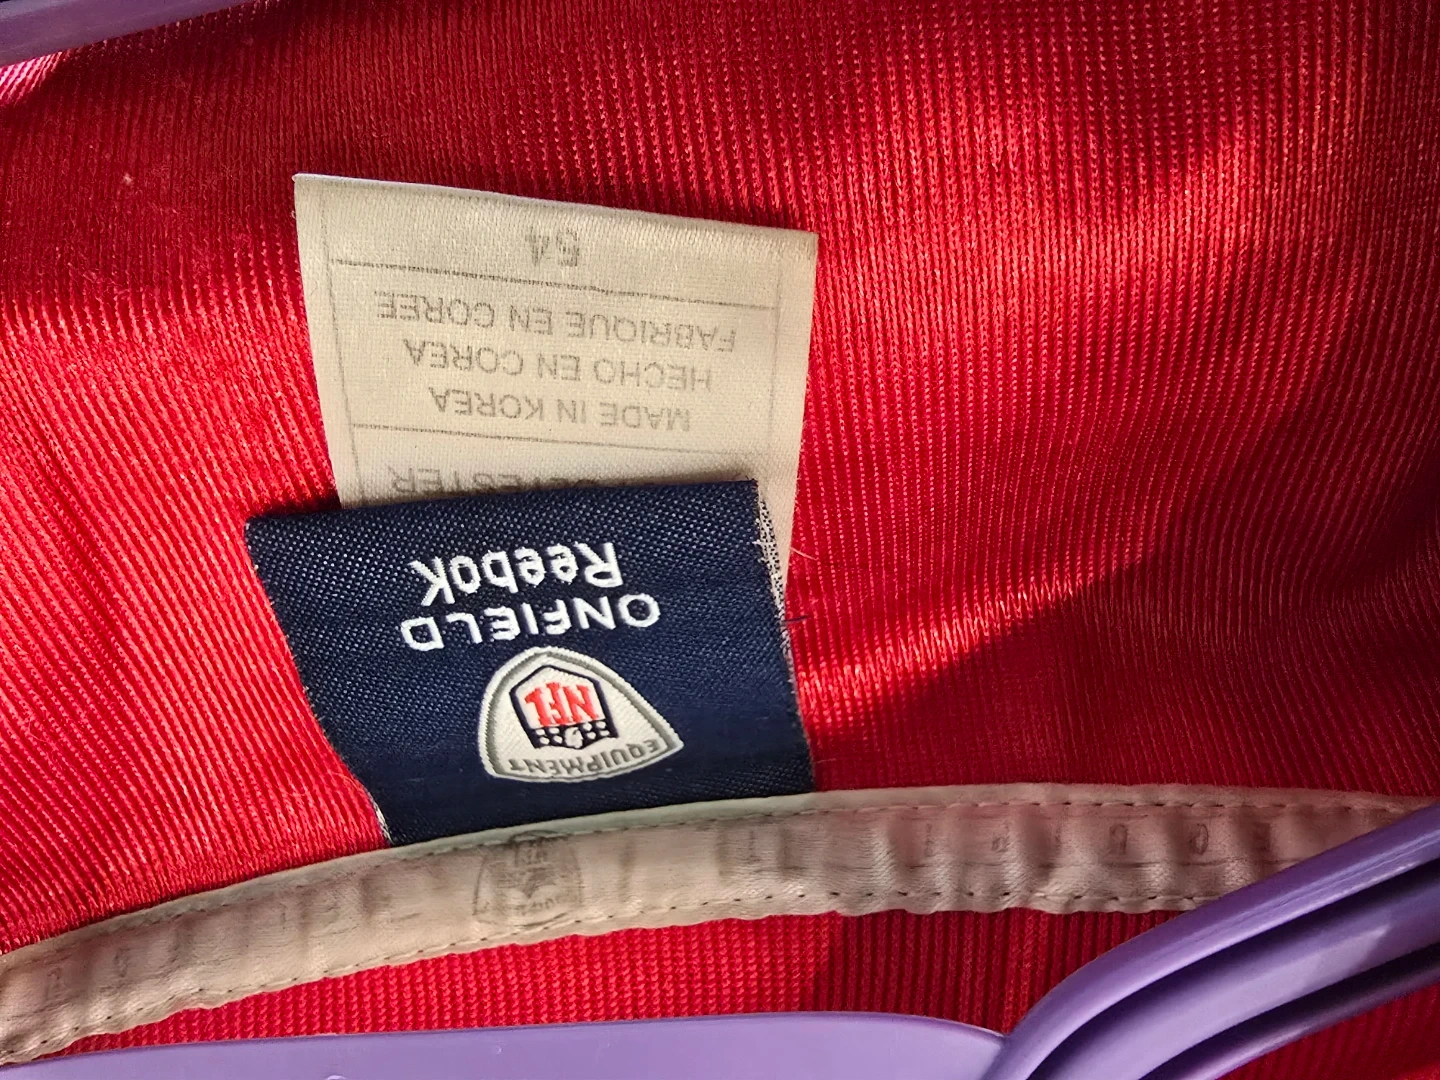 NFL
EQUIPMENT
ONFIELD
Reebok
MADE IN KOREA
HECHO EN COREA
FABRIQUE EN COREE
54